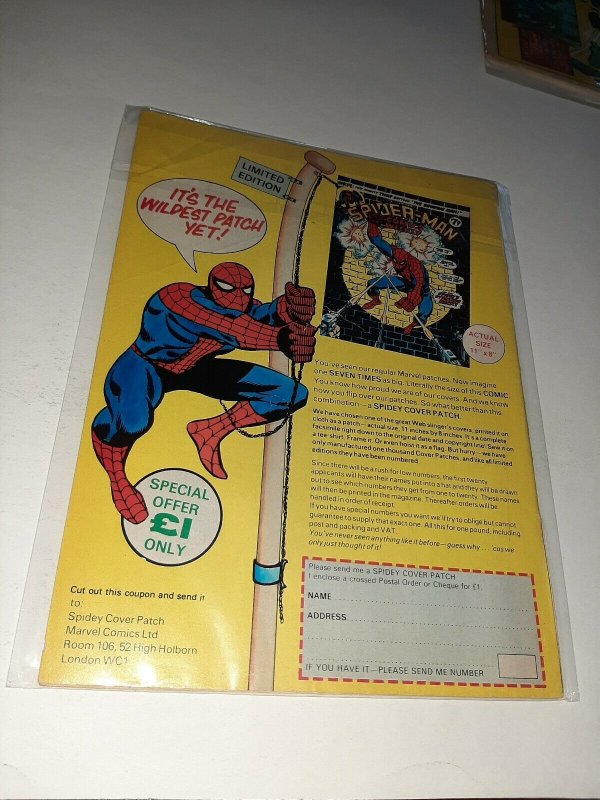 LIMITED
EDITION
IT'S THE
WILDEST PATCH
YET!
SPIDER-MAN
ACTUAL
SIZE
11" x 8"
You've seen our regular Marvel patches. Now imagine
one SEVEN TIMES as big. Literally the size of this COMIC.
You know how proud we are of our covers. And we know
how you flip over our patches. So what better than this
combination – a SPIDEY COVER PATCH.
We have chosen one of the great Web slinger's covers, printed it on
cloth as a patch – actual size, 11 inches by 8 inches. It's a complete
facsimile right down to the original date and copyright line! Sew it on
a tee-shirt. Frame it. Or even hoist it as a flag. But hurry – we have
only manufactured one thousand Cover Patches, and like all limited
editions they have been numbered.
Since there will be a rush for low numbers, the first twenty
applicants will have their names put into a hat and they will be drawn
out to see which numbers they get from one to twenty. These names
will then be printed in the magazine. Thereafter orders will be
handled in order of receipt.
If you have special numbers you want we'll try to oblige but cannot
guarantee to supply that exact one. All this for one pound, including
post and packing and VAT.
You've never seen anything like it before – guess why . . . 'cus we
only just thought of it!
SPECIAL
OFFER
£1
ONLY
Cut out this coupon and send it
to:
Spidey Cover Patch
Marvel Comics Ltd
Room 106, 52 High Holborn
London WC1
Please send me a SPIDEY COVER PATCH
I enclose a crossed Postal Order or Cheque for £1.
NAME
ADDRESS
IF YOU HAVE IT – PLEASE SEND ME NUMBER